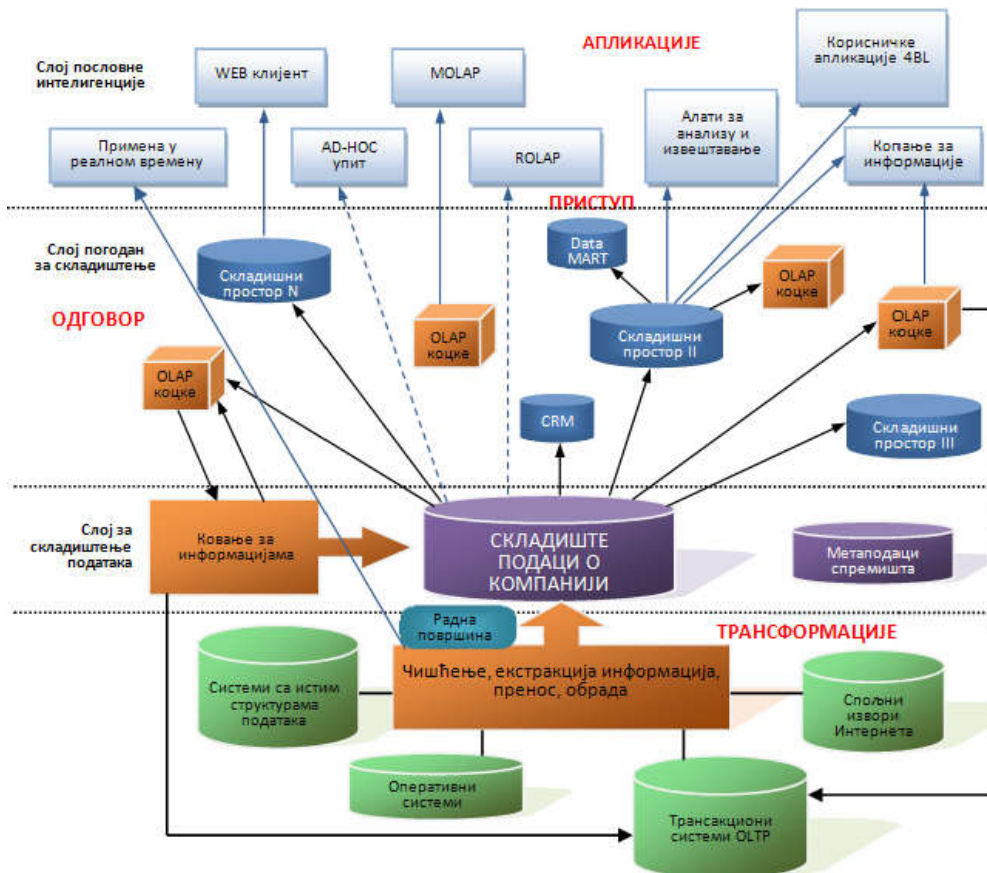 АПЛИКАЦИЈЕ
Слој пословне
интелигенције
WEB клијент
MOLAP
Корисничке
апликације 4BL
Примена у
реалном времену
AD-HOC
упит
ROLAP
Алати за
анализу и
извештавање
Копање за
информације
ПРИСТУП
Слој погодан
за складиштење
Складишни
простор N
Data
MART
OLAP
коцке
ОДГОВОР
OLAP
коцке
Складишни
простор II
OLAP
коцке
OLAP
коцке
CRM
Складишни
простор III
Слој за
складиштење
података
Ковање за
информацијама
СКЛАДИШТЕ
ПОДАЦИ О
КОМПАНИЈИ
Метаподаци
спремишта
Радна
површина
ТРАНСФОРМАЦИЈЕ
Чишћење, екстракција информација,
пренос, обрада
Системи са истим
структурама
података
Спољни
извори
Интернета
Оперативни
системи
Трансакциони
системи OLTP